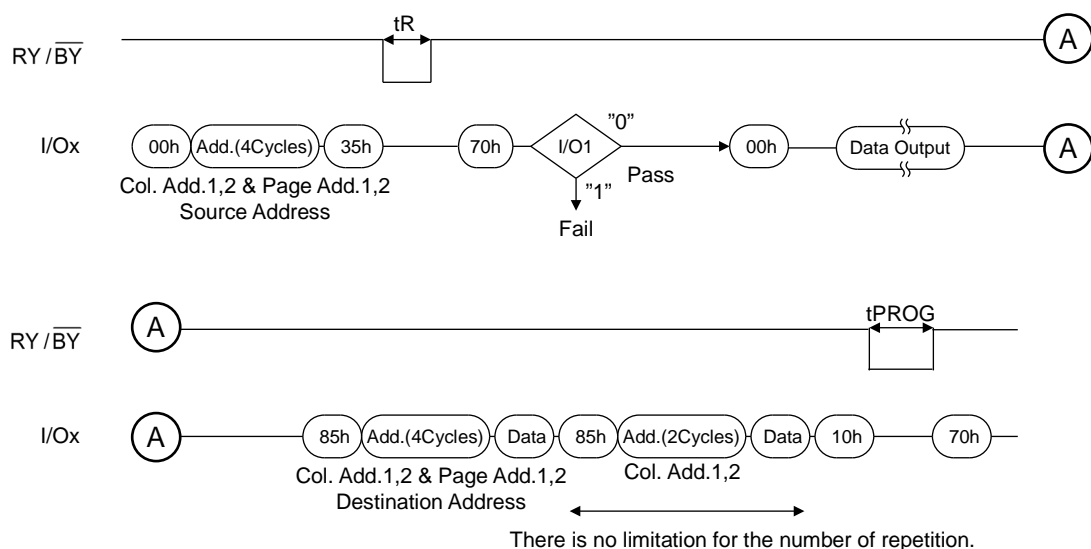 tR
RY / BY A
"0"
I/Ox 00h Add.(4Cycles) 35h 70h I/O1 00h Data Output A
Col. Add.1,2 & Page Add.1,2 "1" Pass
Source Address
Fail
A tPROG
RY / BY
I/Ox A 85h Add.(4Cycles) Data 85h Add.(2Cycles) Data 10h 70h
Col. Add.1,2 & Page Add.1,2 Col. Add.1,2
Destination Address
There is no limitation for the number of repetition.